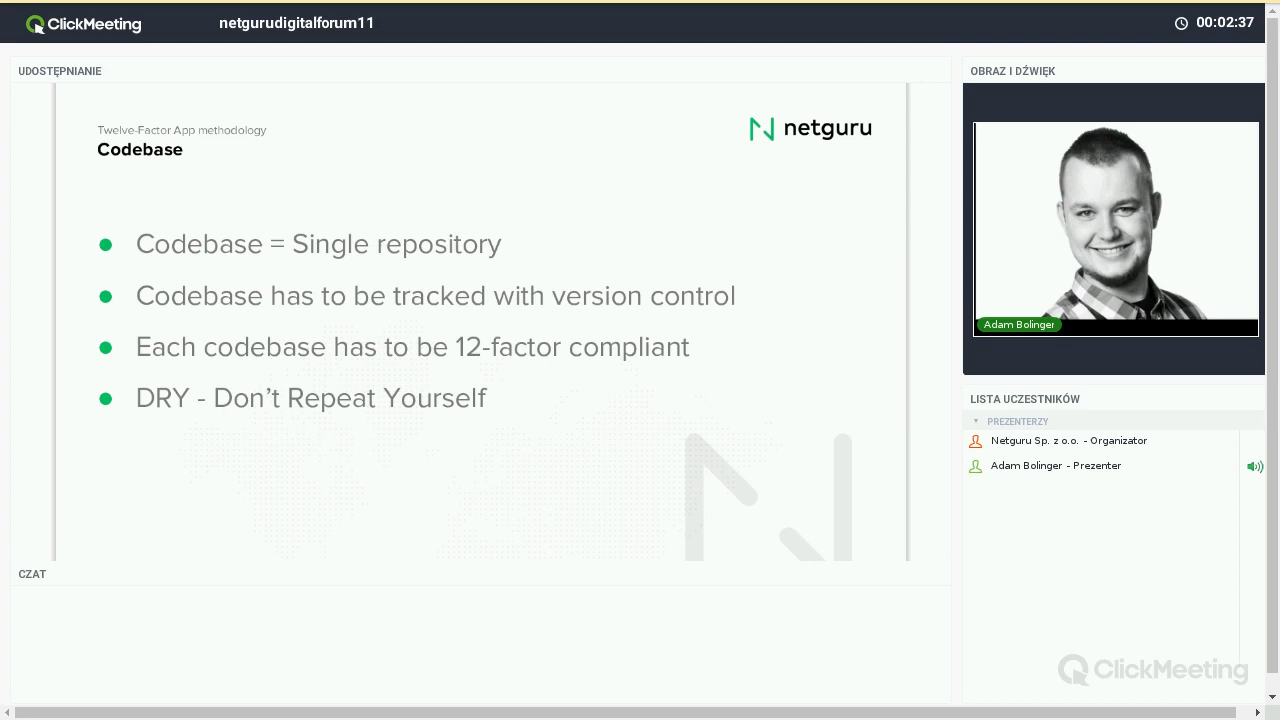 ClickMeeting
netgurudigitalforum11
00:02:37
UDOSTĘPNIANIE
Twelve-Factor App methodology
Codebase
netguru
Codebase = Single repository
Codebase has to be tracked with version control
Each codebase has to be 12-factor compliant
DRY - Don’t Repeat Yourself
CZAT
OBRAZ I DŹWIĘK
Adam Bolinger
LISTA UCZESTNIKÓW
PREZENTERZY
Netguru Sp. z o.o. - Organizator
Adam Bolinger - Prezenter
ClickMeeting